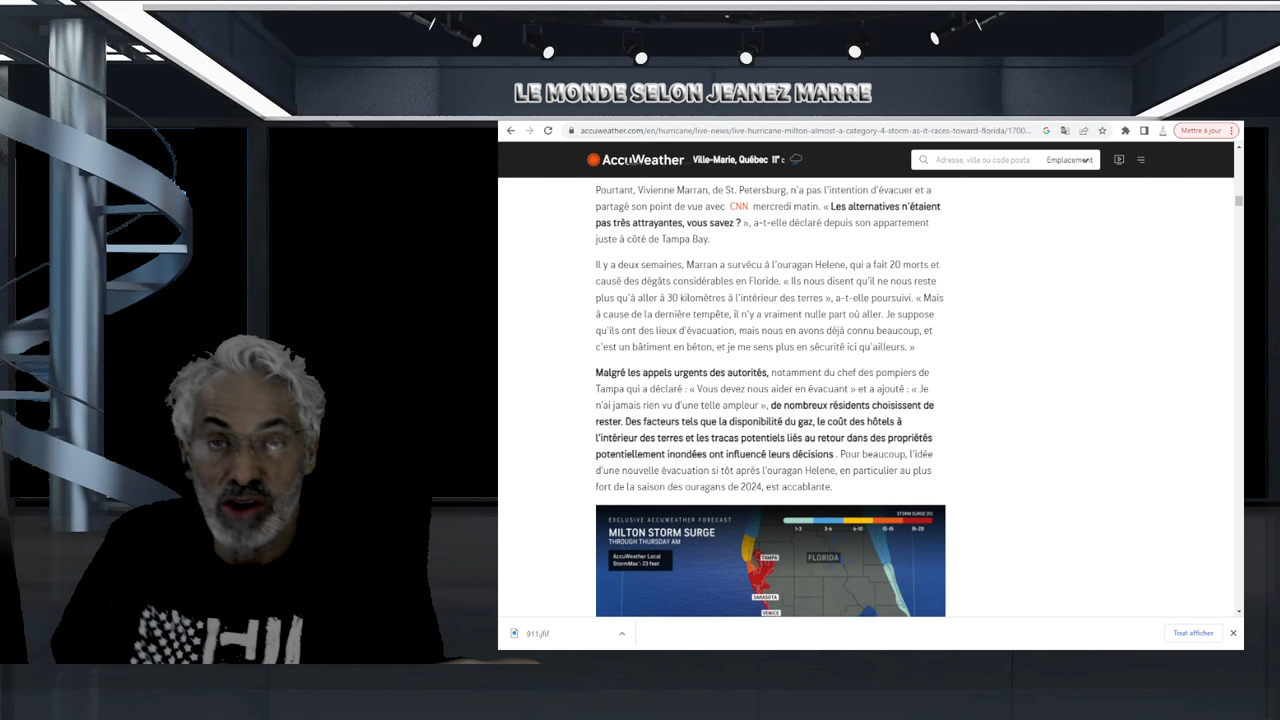 LE MONDE SELON JEANEZ MARRE
accuweather.com/en/hurricane/live-news/live-hurricane-milton-almost-a-category-4-storm-as-it-races-toward-florida/1700...
Mettre à jour
AccuWeather Ville-Marie, Québec 11° c
Adresse, ville ou code posta
Emplacement
Pourtant, Vivienne Marran, de St. Petersburg, n'a pas l'intention d'évacuer et a
partagé son point de vue avec CNN mercredi matin. « Les alternatives n'étaient
pas très attrayantes, vous savez ? », a-t-elle déclaré depuis son appartement
juste à côté de Tampa Bay.
Il y a deux semaines, Marran a survécu à l'ouragan Helene, qui a fait 20 morts et
causé des dégâts considérables en Floride. « Ils nous disent qu'il ne nous reste
plus qu'à aller à 30 kilomètres à l'intérieur des terres », a-t-elle poursuivi. « Mais
à cause de la dernière tempête, il n'y a vraiment nulle part où aller. Je suppose
qu'ils ont des lieux d'évacuation, mais nous en avons déjà connu beaucoup, et
c'est un bâtiment en béton, et je me sens plus en sécurité ici qu'ailleurs. »
Malgré les appels urgents des autorités, notamment du chef des pompiers de
Tampa qui a déclaré : « Vous devez nous aider en évacuant » et a ajouté : « Je
n'ai jamais rien vu d'une telle ampleur », de nombreux résidents choisissent de
rester. Des facteurs tels que la disponibilité du gaz, le coût des hôtels à
l'intérieur des terres et les tracas potentiels liés au retour dans des propriétés
potentiellement inondées ont influencé leurs décisions . Pour beaucoup, l'idée
d'une nouvelle évacuation si tôt après l'ouragan Helene, en particulier au plus
fort de la saison des ouragans de 2024, est accablante.
EXCLUSIVE ACCUWEATHER FORECAST
MILTON STORM SURGE
THROUGH THURSDAY AM
AccuWeather Local
StormMax: 23 feet
STORM SURGE (ft)
1-3 3-6 6-10 10-15 15-20
TAMPA
FLORIDA
SARASOTA
VENICE
911.jfif
Tout afficher